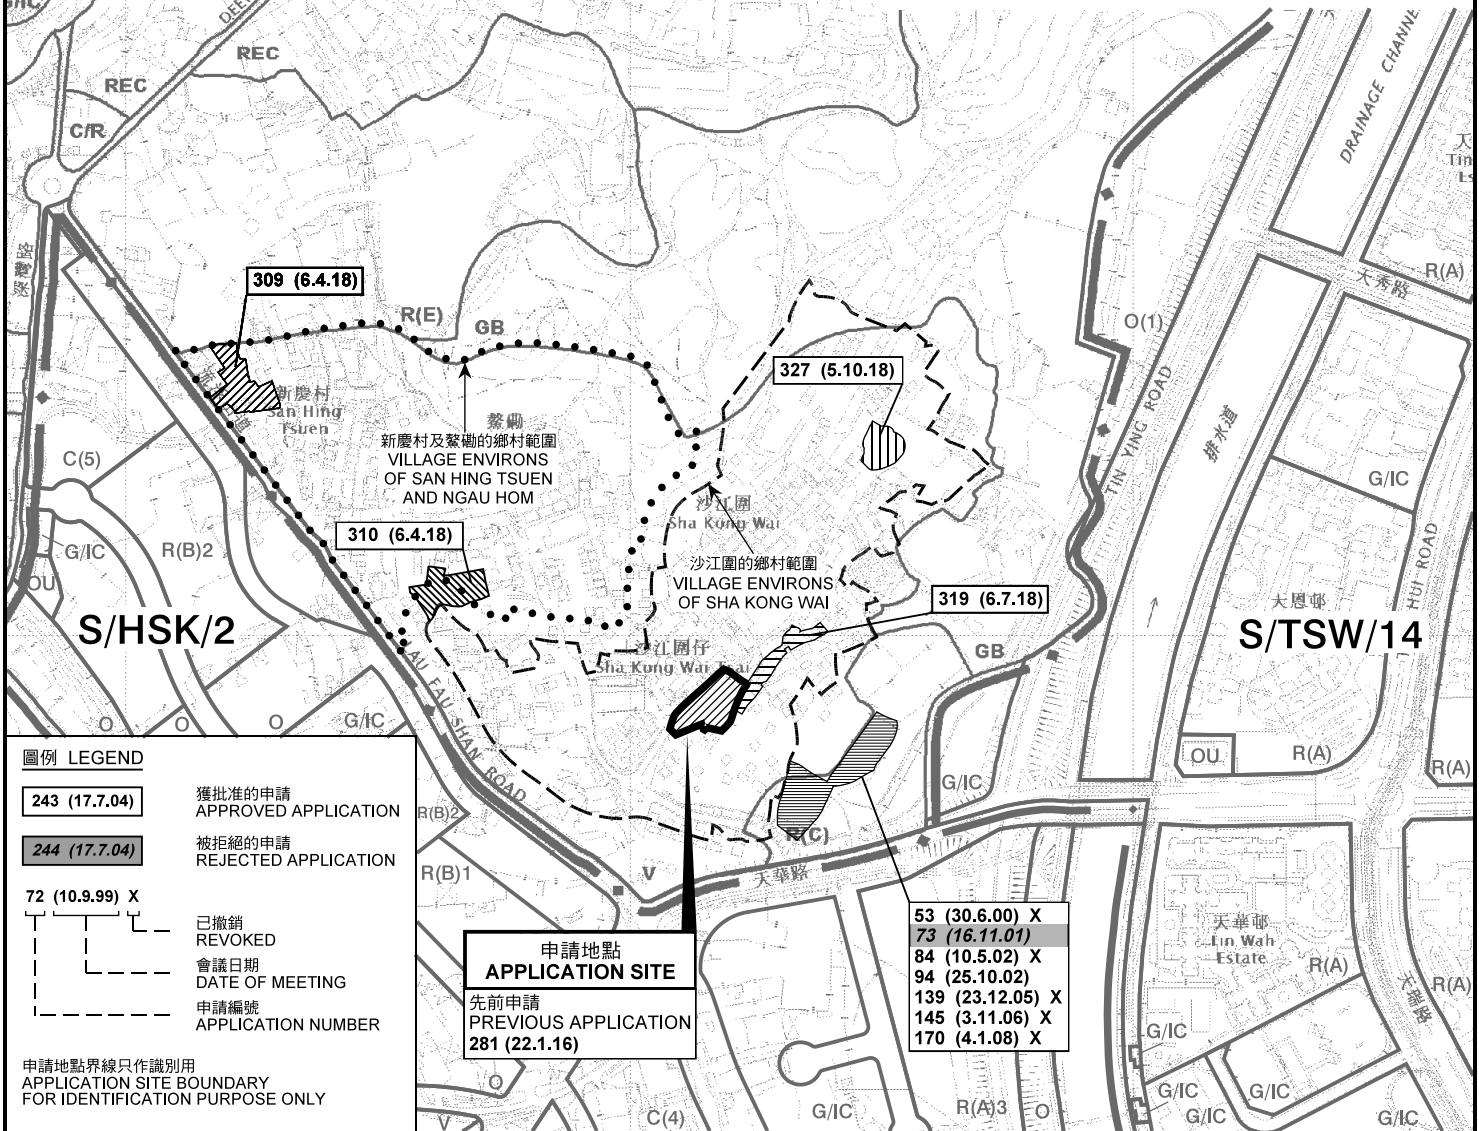 G/IC
REC
REC
C/R
DRAINAGE CHANNE
309 (6.4.18)
R(E)
GB
O(1)
R(A)
天秀路
327 (5.10.18)
新慶村
San Hing
Tsuen
鰲磡
新慶村及鰲磡的鄉村範圍
VILLAGE ENVIRONS
OF SAN HING TSUEN
AND NGAU HOM
TIN YING ROAD
排水道
C(5)
G/IC
沙江圍
Sha Kong Wai
310 (6.4.18)
G/IC
R(B)2
OU
沙江圍的鄉村範圍
VILLAGE ENVIRONS
OF SHA KONG WAI
319 (6.7.18)
HUI ROAD
天恩邨
S/HSK/2
S/TSW/14
沙江圍仔
Sha Kong Wai Tsai
GB
LAU FAU SHAN ROAD
O
O
O
G/IC
OU
R(A)
R(A)
G/IC
R(B)2
R(C)
R(B)1
V
天華路
圖例 LEGEND
243 (17.7.04)
獲批准的申請
APPROVED APPLICATION
244 (17.7.04)
被拒絕的申請
REJECTED APPLICATION
72 (10.9.99) X
已撤銷
REVOKED
會議日期
DATE OF MEETING
申請編號
APPLICATION NUMBER
申請地點界線只作識別用
APPLICATION SITE BOUNDARY
FOR IDENTIFICATION PURPOSE ONLY
申請地點
APPLICATION SITE
先前申請
PREVIOUS APPLICATION
281 (22.1.16)
53 (30.6.00) X
73 (16.11.01)
84 (10.5.02) X
94 (25.10.02)
139 (23.12.05) X
145 (3.11.06) X
170 (4.1.08) X
天華邨
Tin Wah
Estate
R(A)
R(A)
天瑞路
G/IC
O
V
C(4)
G/IC
R(A)3
O
G/IC
G/IC
G/IC
G/IC